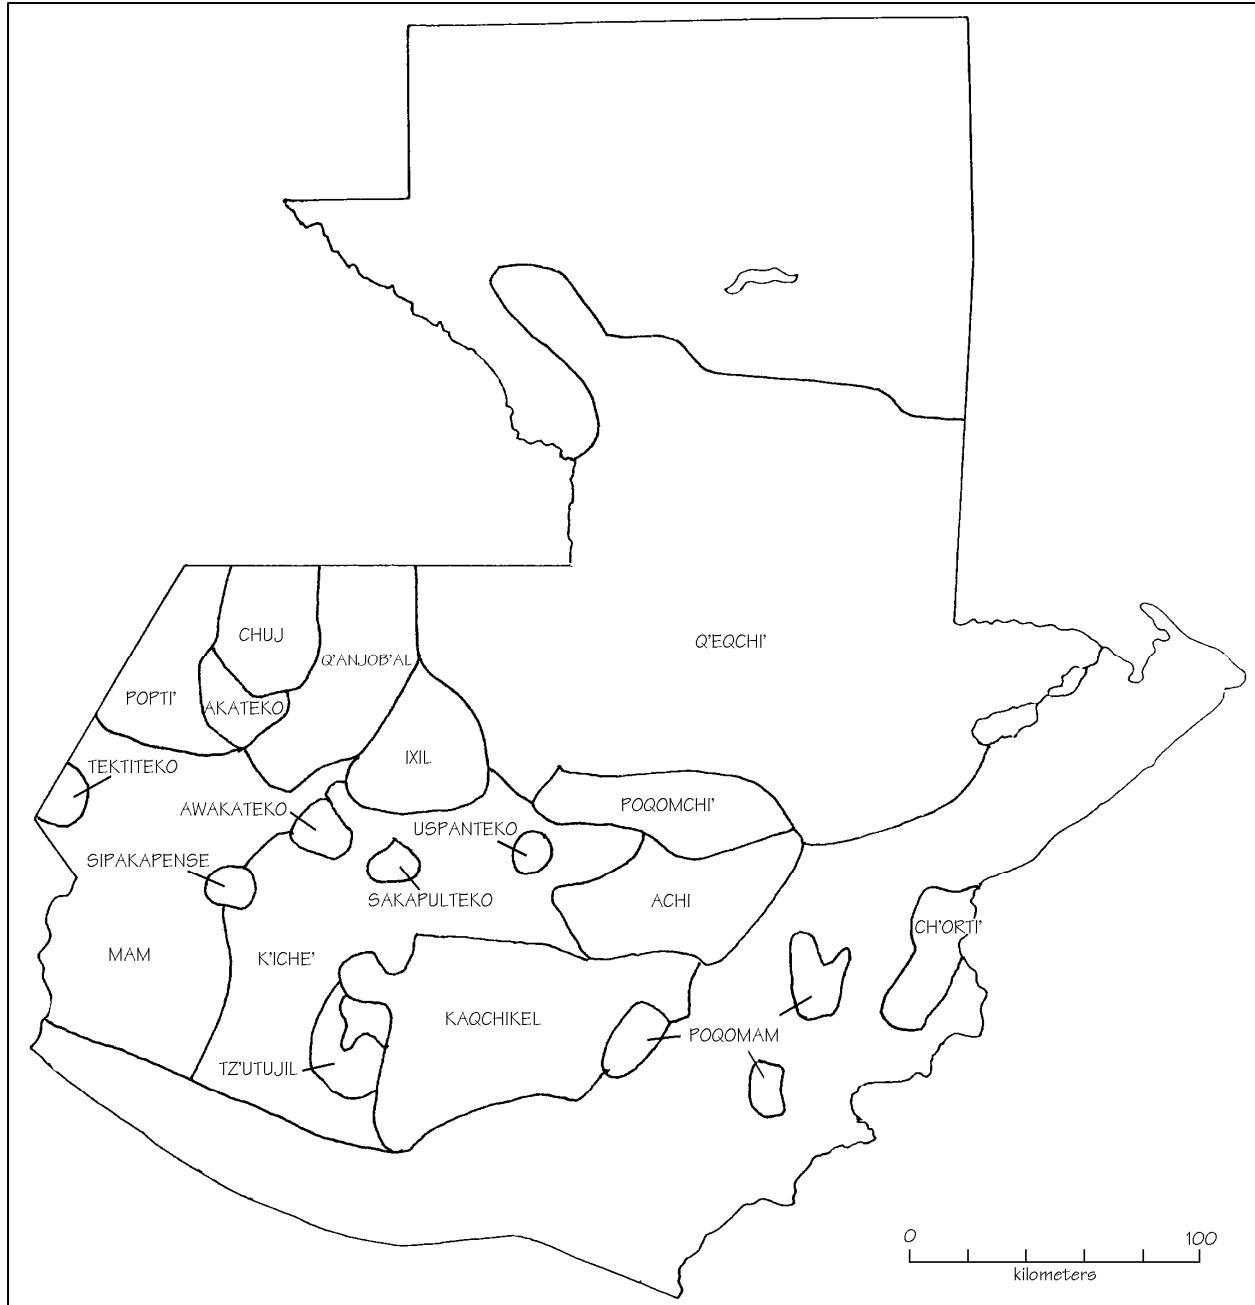 CHUJ
Q'EQCHI'
Q'ANJOB'AL
POPTI'
AKATEKO
IXIL
TEKTITEKO
POQOMCHI'
AWAKATEKO
USPANTEKO
SIPAKAPENSE
SAKAPULTEKO
ACHI
CH'ORTI'
MAM
K'ICHE'
KAQCHIKEL
POQOMAM
TZ'UTUJIL
0 100
kilometers